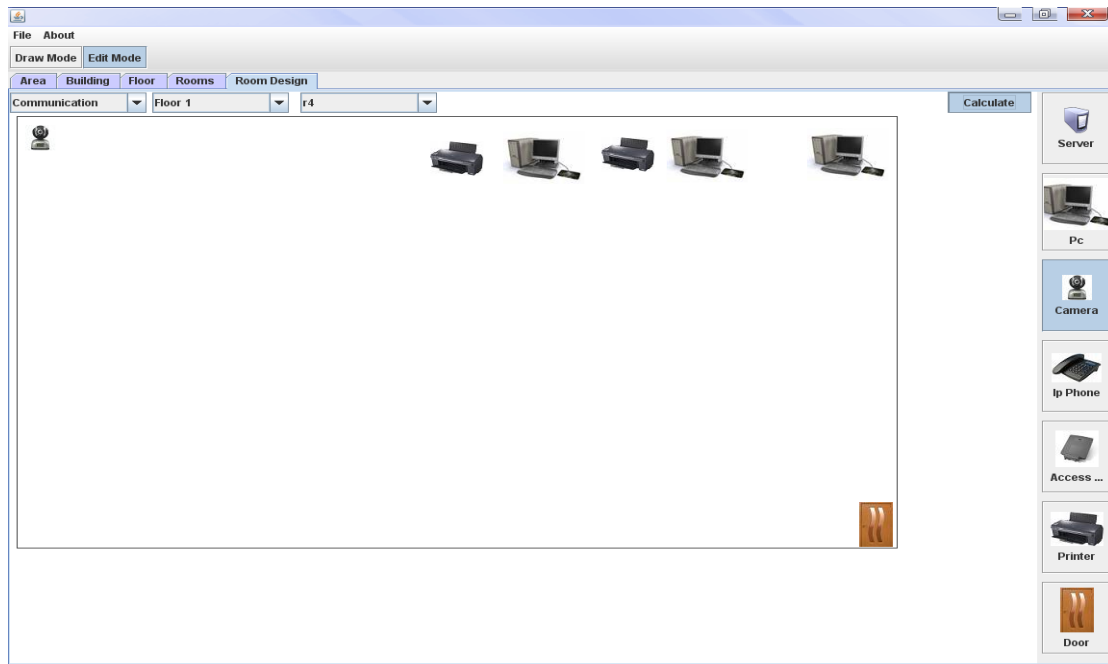 File About
Draw Mode Edit Mode
Area Building Floor Rooms Room Design
Communication Floor 1 r4 Calculate
Server
Pc
Camera
Ip Phone
Access ...
Printer
Door